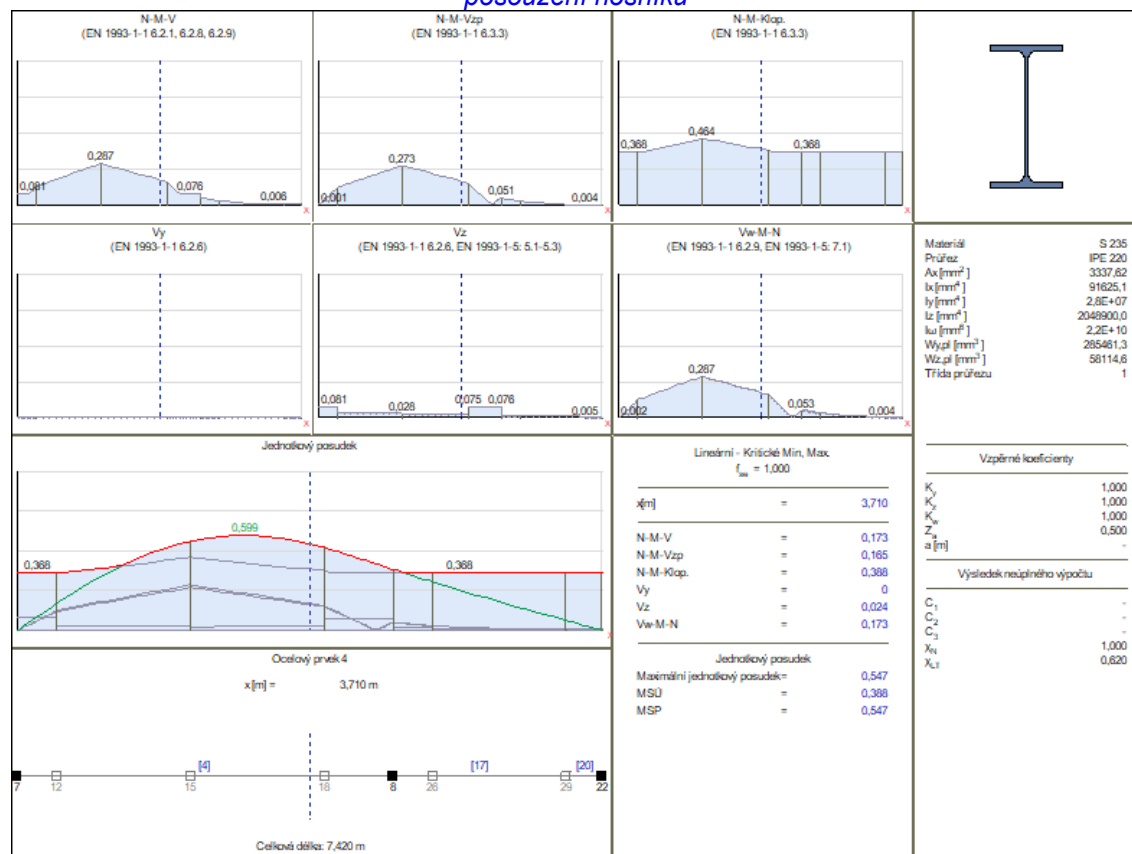 posouzení nosníku
N-M-V
(EN 1993-1-1 6.2.1, 6.2.8, 6.2.9)
0,081
0,287
0,076
0,006
x
N-M-Vzp
(EN 1993-1-1 6.3.3)
0,001
0,273
0,051
0,004
x
N-M-Klop.
(EN 1993-1-1 6.3.3)
0,368
0,464
0,368
x
Vy
(EN 1993-1-1 6.2.6)
x
Vz
(EN 1993-1-1 6.2.6, EN 1993-1-5: 5.1-5.3)
0,081
0,028
0,075 0,076
0,005
x
Vw-M-N
(EN 1993-1-1 6.2.9, EN 1993-1-5: 7.1)
0,002
0,287
0,053
0,004
x
Materiál S 235
Průřez IPE 220
Ax [mm²] 3337,62
Ix [mm⁴] 91625,1
Iy [mm⁴] 2,8E+07
Iz [mm⁴] 2048900,0
Iω [mm⁶] 2,2E+10
Wy,pl [mm³] 285461,3
Wz,pl [mm³] 58114,6
Třída průřezu 1
Jednotkový posudek
0,368
0,599
0,368
x
Ocelový prvek 4
x [m] = 3,710 m
[4] [17] [20]
7 12 15 18 8 26 29 22
Celková délka: 7,420 m
Lineární - Kritické Min, Max.
= 1,000
x[m] = 3,710
N-M-V = 0,173
N-M-Vzp = 0,165
N-M-Klop. = 0,388
Vy = 0
Vz = 0,024
Vw-M-N = 0,173
Jednotkový posudek
Maximální jednotkový posudek= 0,547
MSÚ = 0,388
MSP = 0,547
Vzpěrné koeficienty
Ky 1,000
Kz 1,000
Kw 1,000
Za 0,500
a [m] -
Výsledek neúplného výpočtu
C1 -
C2 -
C3 -
χN 1,000
χLT 0,620